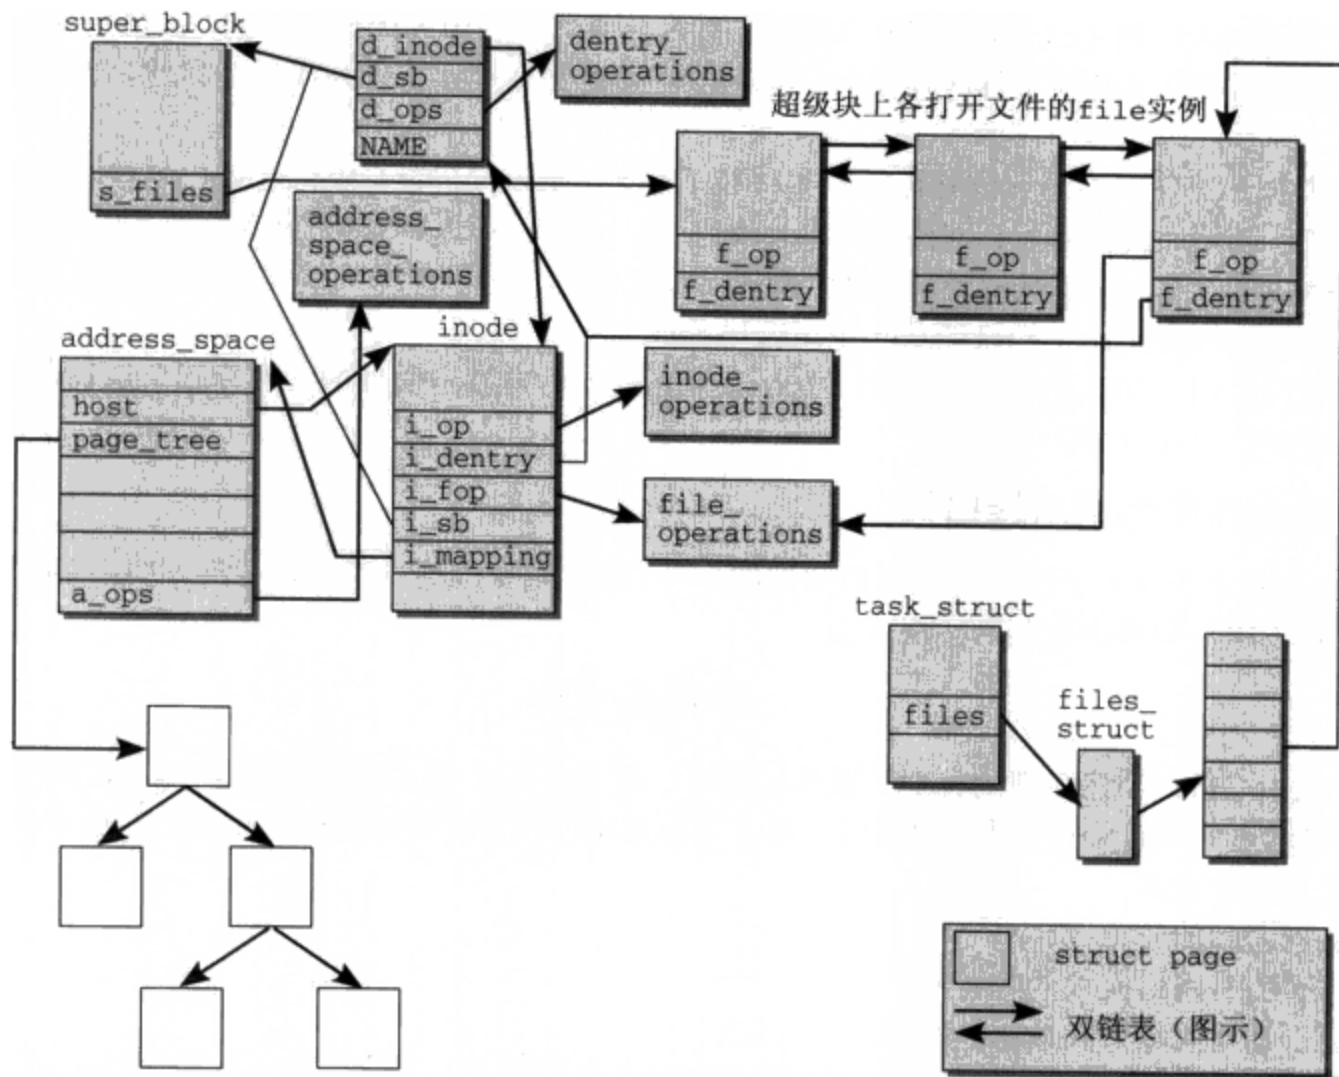 super_block
s_files
d_inode
d_sb
d_ops
NAME
dentry_
operations
超级块上各打开文件的file实例
f_op
f_dentry
f_op
f_dentry
f_op
f_dentry
address_
space_
operations
address_space
host
page_tree
a_ops
inode
i_op
i_dentry
i_fop
i_sb
i_mapping
inode_
operations
file_
operations
task_struct
files
files_
struct
struct page
双链表（图示）